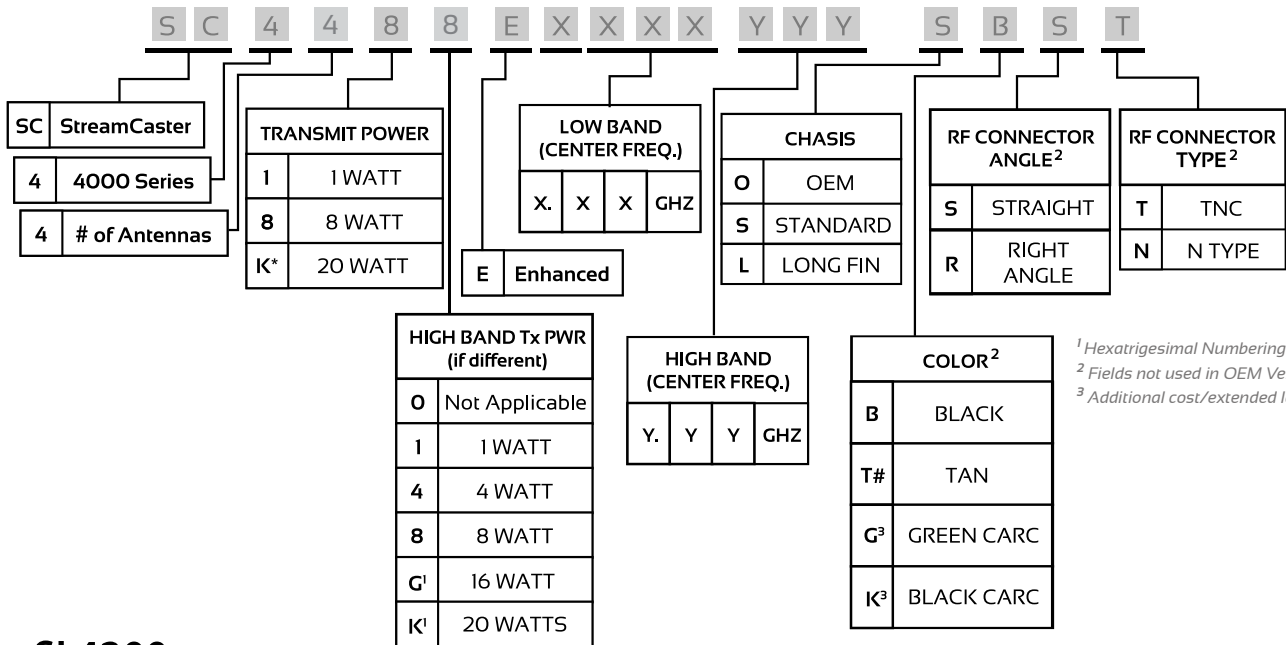 S C 4 4 8 8 E X X X X Y Y Y S B S T
SC StreamCaster
4 4000 Series
4 # of Antennas
TRANSMIT POWER
1 1 WATT
8 8 WATT
K* 20 WATT
E Enhanced
LOW BAND
(CENTER FREQ.)
X. X X GHZ
CHASIS
O OEM
S STANDARD
L LONG FIN
RF CONNECTOR
ANGLE²
S STRAIGHT
R RIGHT
ANGLE
RF CONNECTOR
TYPE²
T TNC
N N TYPE
HIGH BAND Tx PWR
(if different)
0 Not Applicable
1 1 WATT
4 4 WATT
8 8 WATT
G¹ 16 WATT
K¹ 20 WATTS
HIGH BAND
(CENTER FREQ.)
Y. Y Y GHZ
COLOR²
B BLACK
T# TAN
G³ GREEN CARC
K³ BLACK CARC
¹ Hexatrigesimal Numbering
² Fields not used in OEM
³ Additional cost/extended